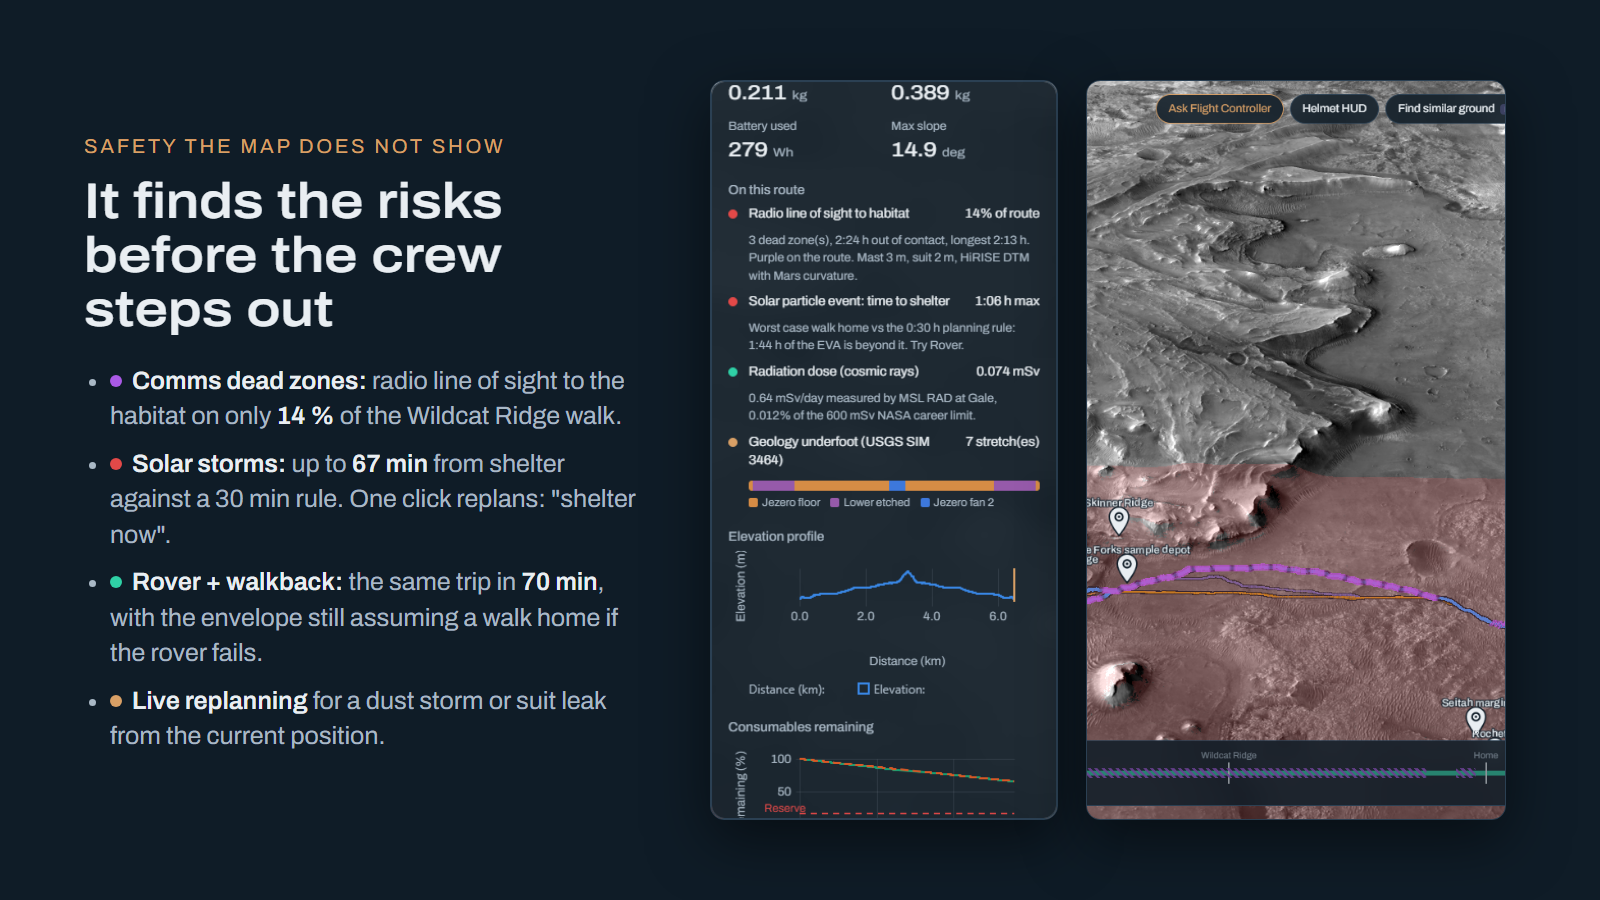 SAFETY THE MAP DOES NOT SHOW
It finds the risks
before the crew
steps out
Comms dead zones: radio line of sight to the
habitat on only 14 % of the Wildcat Ridge walk.
Solar storms: up to 67 min from shelter
against a 30 min rule. One click replans: "shelter
now".
Rover + walkback: the same trip in 70 min,
with the envelope still assuming a walk home if
the rover fails.
Live replanning for a dust storm or suit leak
from the current position.
0.211 kg 0.389 kg
Battery used Max slope
279 Wh 14.9 deg
On this route
Radio line of sight to habitat 14% of route
3 dead zone(s), 2:24 h out of contact, longest 2:13 h.
Purple on the route. Mast 3 m, suit 2 m, HiRISE DTM
with Mars curvature.
Solar particle event: time to shelter 1:06 h max
Worst case walk home vs the 0:30 h planning rule:
1:44 h of the EVA is beyond it. Try Rover.
Radiation dose (cosmic rays) 0.074 mSv
0.64 mSv/day measured by MSL RAD at Gale,
0.012% of the 600 mSv NASA career limit.
Geology underfoot (USGS SIM 7 stretch(es)
3464)
Jezero floor Lower etched Jezero fan 2
Elevation profile
Elevation (m)
0.0 2.0 4.0 6.0
Distance (km)
Distance (km): Elevation:
Consumables remaining
maining (%)
100
50
Reserve
Ask Flight Controller Helmet HUD Find similar ground
Skinner Ridge
e Forks sample depot
ge
Seitah margi
Rochet
Wildcat Ridge Home